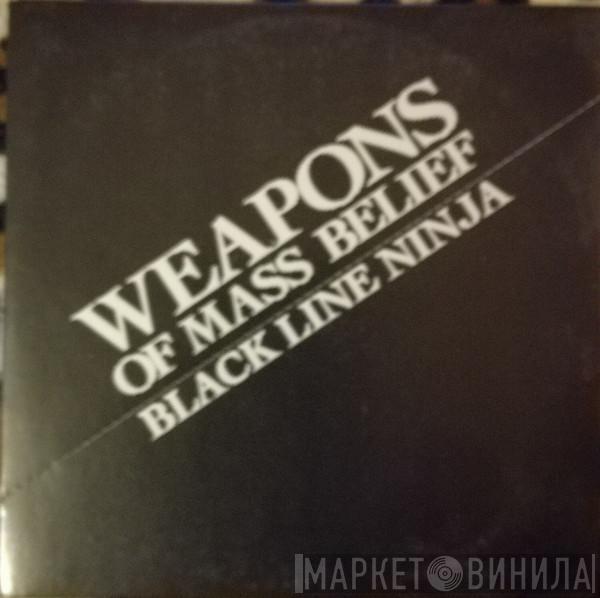 WEAPONS
OF MASS BELIEF
BLACK LINE NINJA
МАРКЕТ ВИНИЛА